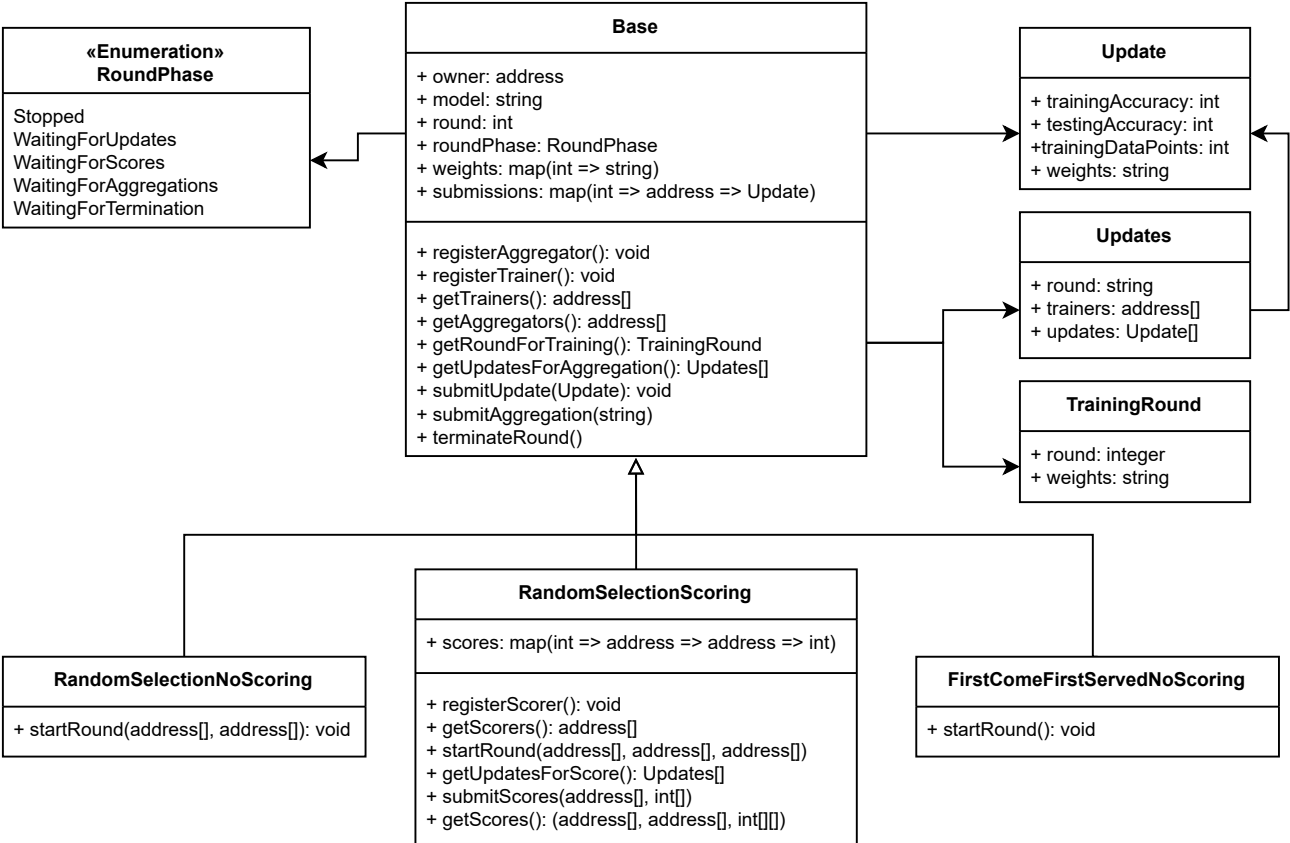 «Enumeration»
RoundPhase
Stopped
WaitingForUpdates
WaitingForScores
WaitingForAggregations
WaitingForTermination
Base
+ owner: address
+ model: string
+ round: int
+ roundPhase: RoundPhase
+ weights: map(int => string)
+ submissions: map(int => address => Update)
+ registerAggregator(): void
+ registerTrainer(): void
+ getTrainers(): address[]
+ getAggregators(): address[]
+ getRoundForTraining(): TrainingRound
+ getUpdatesForAggregation(): Updates[]
+ submitUpdate(Update): void
+ submitAggregation(string)
+ terminateRound()
Update
+ trainingAccuracy: int
+ testingAccuracy: int
+trainingDataPoints: int
+ weights: string
Updates
+ round: string
+ trainers: address[]
+ updates: Update[]
TrainingRound
+ round: integer
+ weights: string
RandomSelectionNoScoring
+ startRound(address[], address[]): void
RandomSelectionScoring
+ scores: map(int => address => address => int)
+ registerScorer(): void
+ getScorers(): address[]
+ startRound(address[], address[], address[])
+ getUpdatesForScore(): Updates[]
+ submitScores(address[], int[])
+ getScores(): (address[], address[], int[][])
FirstComeFirstServedNoScoring
+ startRound(): void